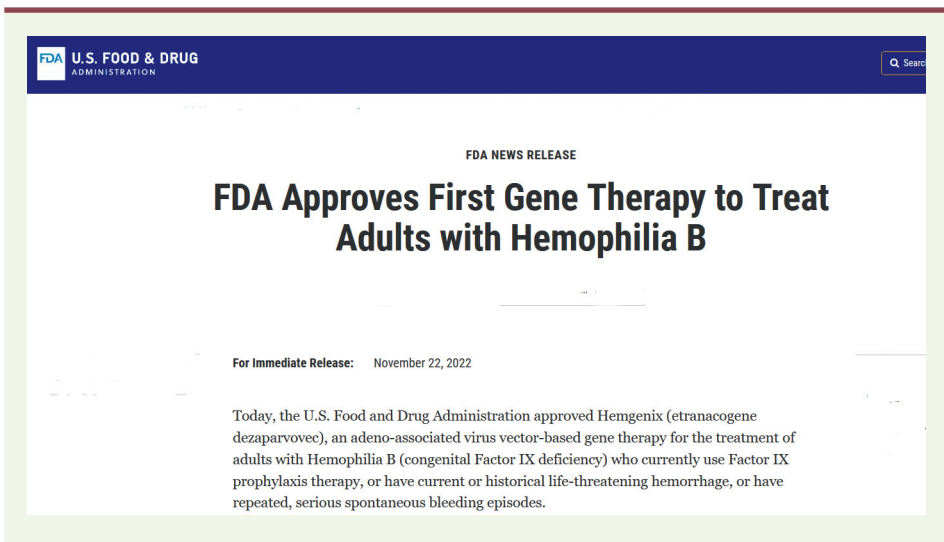 FDA U.S. FOOD & DRUG
ADMINISTRATION
Search
FDA NEWS RELEASE
FDA Approves First Gene Therapy to Treat
Adults with Hemophilia B
For Immediate Release: November 22, 2022
Today, the U.S. Food and Drug Administration approved Hemgenix (etranacogene
dezaparvovec), an adeno-associated virus vector-based gene therapy for the treatment of
adults with Hemophilia B (congenital Factor IX deficiency) who currently use Factor IX
prophylaxis therapy, or have current or historical life-threatening hemorrhage, or have
repeated, serious spontaneous bleeding episodes.